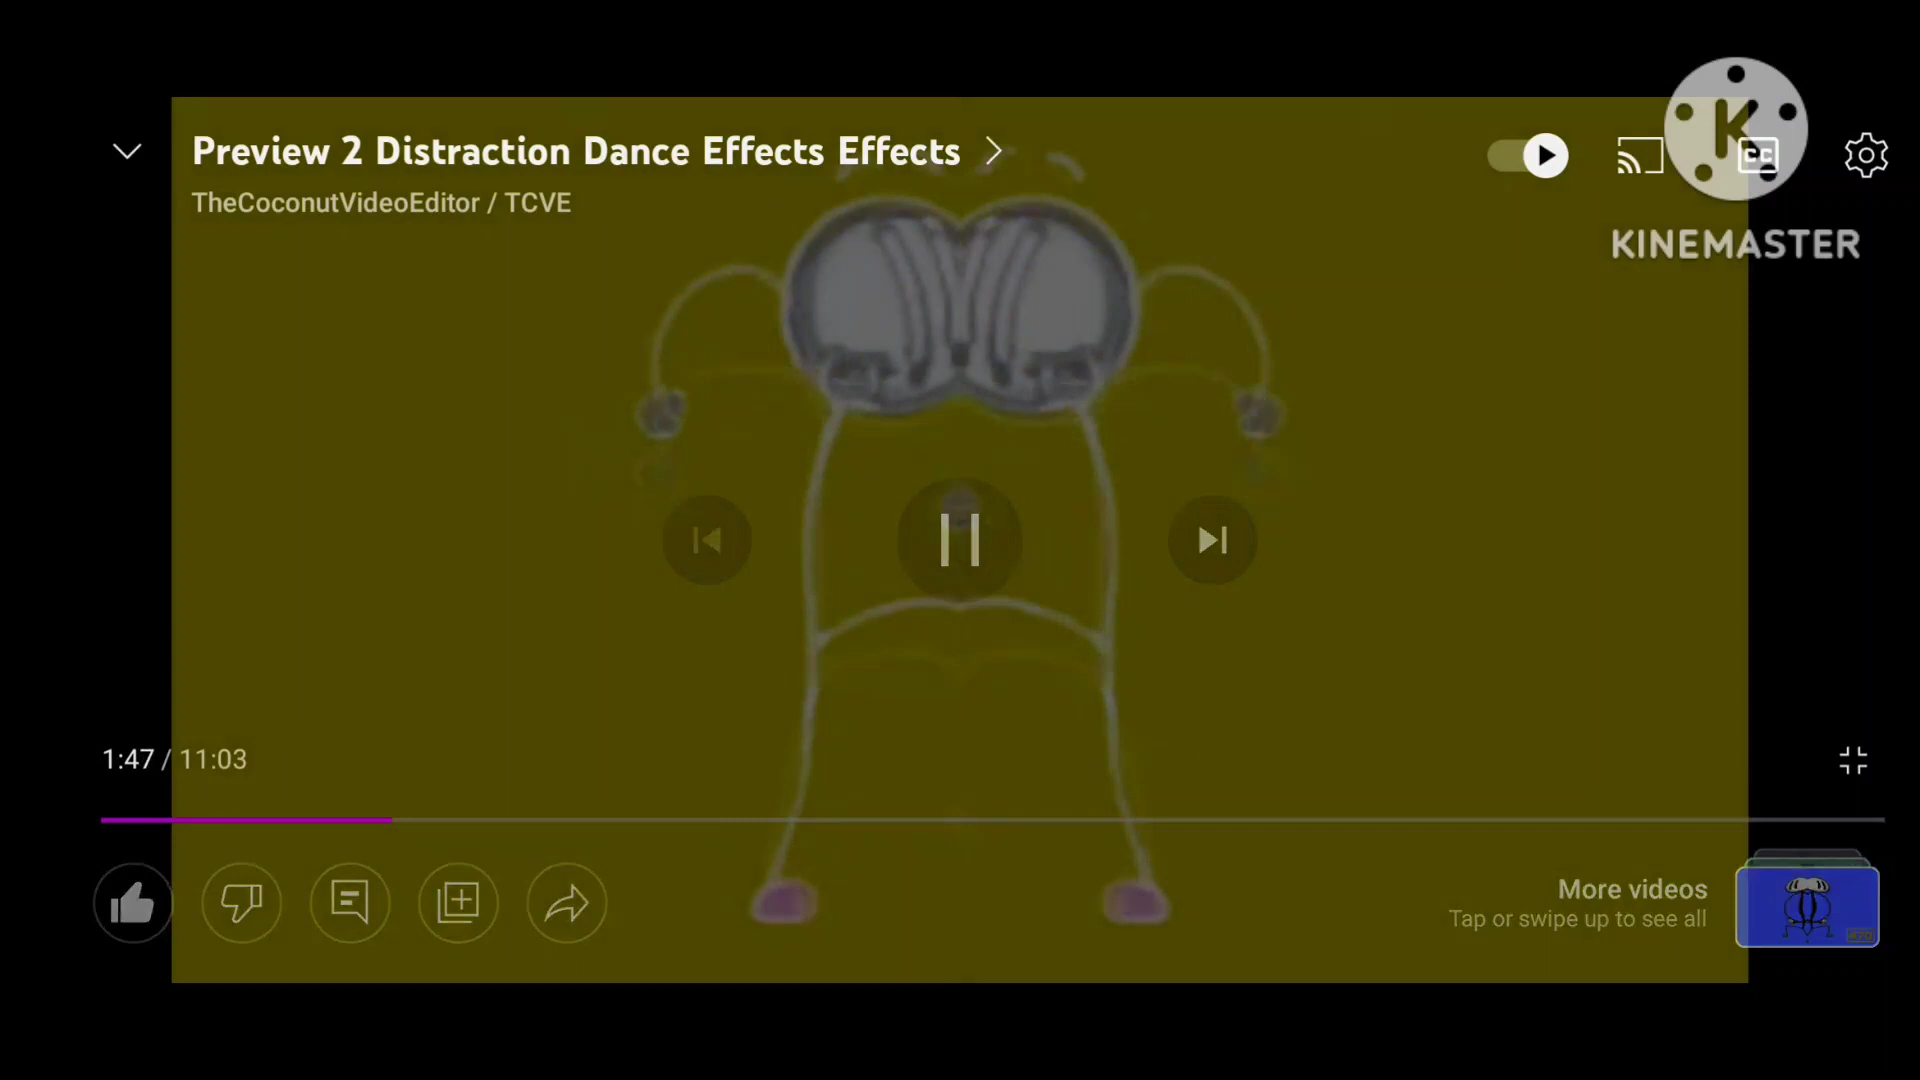 Preview 2 Distraction Dance Effects Effects
TheCoconutVideoEditor / TCVE
K
CC
KINEMASTER
1:47 / 11:03
More videos
Tap or swipe up to see all